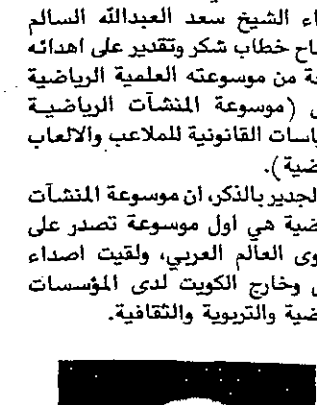 ء الشيخ سعد العبدالله السالم
اح خطاب شكر وتقدير على اهدائه
ة من موسوعته العلمية الرياضية
(موسوعة المنشآت الرياضية
ياسات القانونية للملاعب والالعاب
ضية).
لجدير بالذكر، ان موسوعة المنشآت
ضية هي اول موسوعة تصدر على
وى العالم العربي، ولقيت اصداء
وخارج الكويت لدى المؤسسات
ضية والتربوية والثقافية.